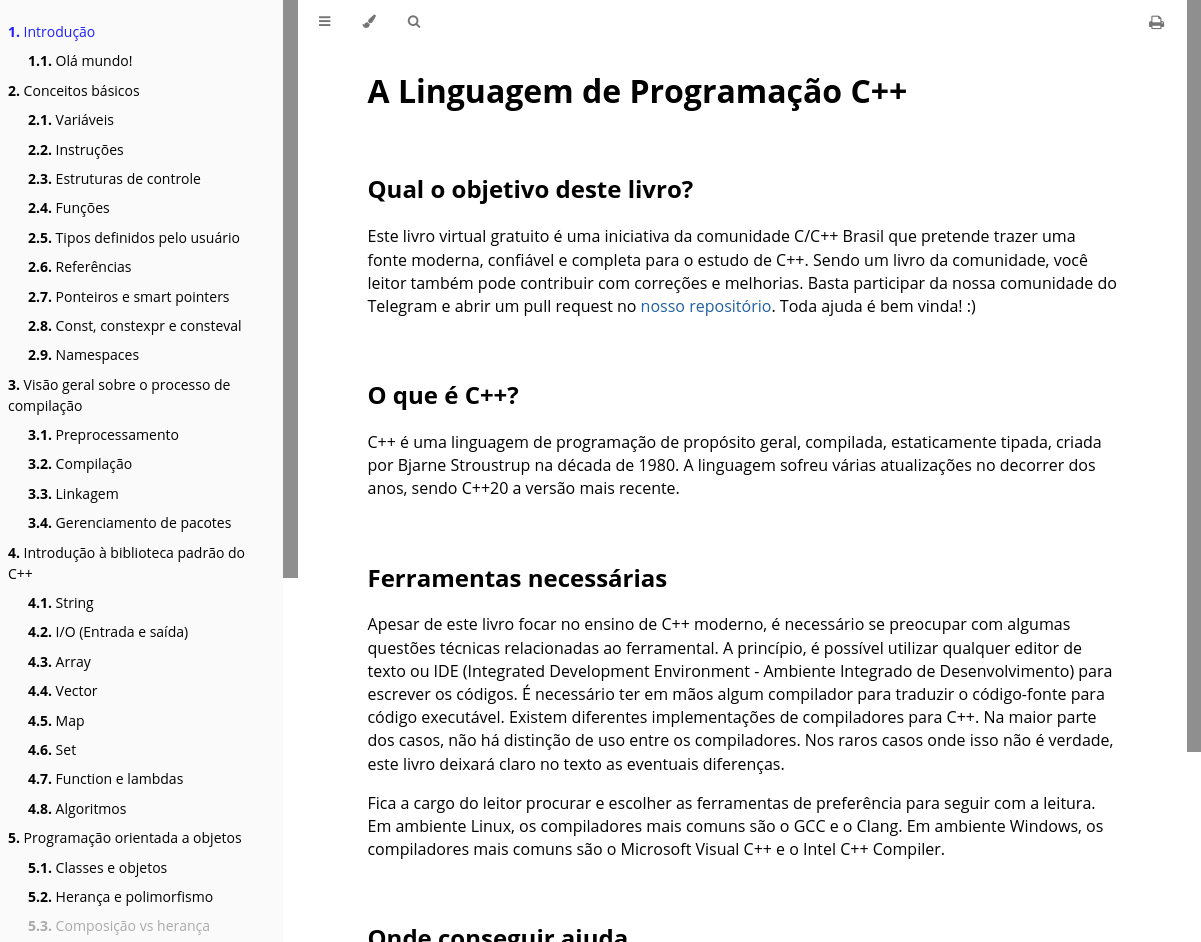 1. Introdução
1.1. Olá mundo!
2. Conceitos básicos
2.1. Variáveis
2.2. Instruções
2.3. Estruturas de controle
2.4. Funções
2.5. Tipos definidos pelo usuário
2.6. Referências
2.7. Ponteiros e smart pointers
2.8. Const, constexpr e consteval
2.9. Namespaces
3. Visão geral sobre o processo de
compilação
3.1. Preprocessamento
3.2. Compilação
3.3. Linkagem
3.4. Gerenciamento de pacotes
4. Introdução à biblioteca padrão do
C++
4.1. String
4.2. I/O (Entrada e saída)
4.3. Array
4.4. Vector
4.5. Map
4.6. Set
4.7. Function e lambdas
4.8. Algoritmos
5. Programação orientada a objetos
5.1. Classes e objetos
5.2. Herança e polimorfismo
5.3. Composição vs herança
A Linguagem de Programação C++
Qual o objetivo deste livro?
Este livro virtual gratuito é uma iniciativa da comunidade C/C++ Brasil que pretende trazer uma
fonte moderna, confiável e completa para o estudo de C++. Sendo um livro da comunidade, você
leitor também pode contribuir com correções e melhorias. Basta participar da nossa comunidade do
Telegram e abrir um pull request no nosso repositório. Toda ajuda é bem vinda! :)
O que é C++?
C++ é uma linguagem de programação de propósito geral, compilada, estaticamente tipada, criada
por Bjarne Stroustrup na década de 1980. A linguagem sofreu várias atualizações no decorrer dos
anos, sendo C++20 a versão mais recente.
Ferramentas necessárias
Apesar de este livro focar no ensino de C++ moderno, é necessário se preocupar com algumas
questões técnicas relacionadas ao ferramental. A princípio, é possível utilizar qualquer editor de
texto ou IDE (Integrated Development Environment - Ambiente Integrado de Desenvolvimento) para
escrever os códigos. É necessário ter em mãos algum compilador para traduzir o código-fonte para
código executável. Existem diferentes implementações de compiladores para C++. Na maior parte
dos casos, não há distinção de uso entre os compiladores. Nos raros casos onde isso não é verdade,
este livro deixará claro no texto as eventuais diferenças.
Fica a cargo do leitor procurar e escolher as ferramentas de preferência para seguir com a leitura.
Em ambiente Linux, os compiladores mais comuns são o GCC e o Clang. Em ambiente Windows, os
compiladores mais comuns são o Microsoft Visual C++ e o Intel C++ Compiler.
Onde conseguir ajuda